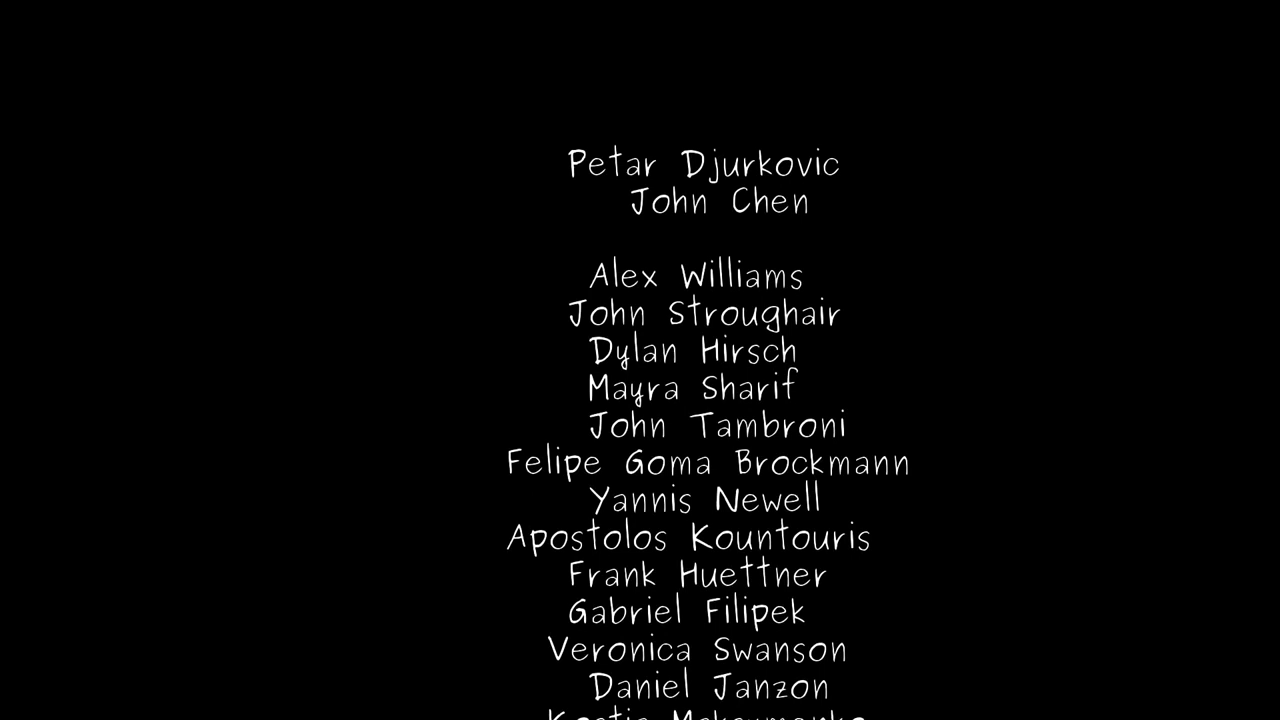 Petar Djurkovic
John Chen
Alex Williams
John Stroughair
Dylan Hirsch
Mayra Sharif
John Tambroni
Felipe Goma Brockmann
Yannis Newell
Apostolos Kountouris
Frank Huettner
Gabriel Filipek
Veronica Swanson
Daniel Janzon